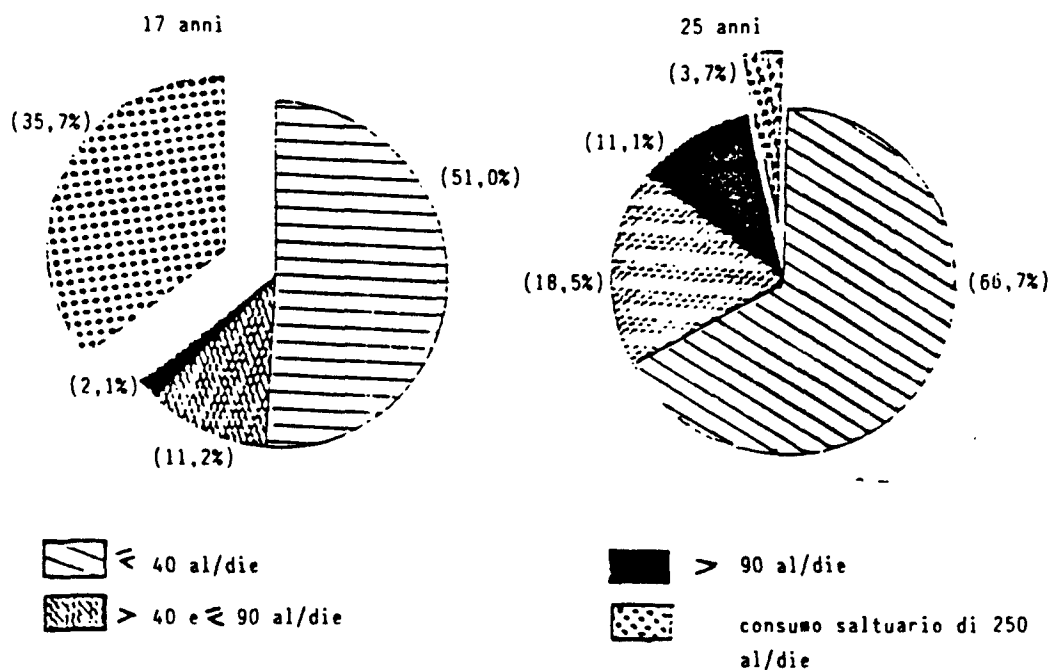 17 anni
25 anni
(35,7%)
(51,0%)
(2,1%)
(11,2%)
(3,7%)
(11,1%)
(18,5%)
(66,7%)
≤ 40 al/die
> 40 e ≤ 90 al/die
> 90 al/die
consumo saltuario di 250
al/die